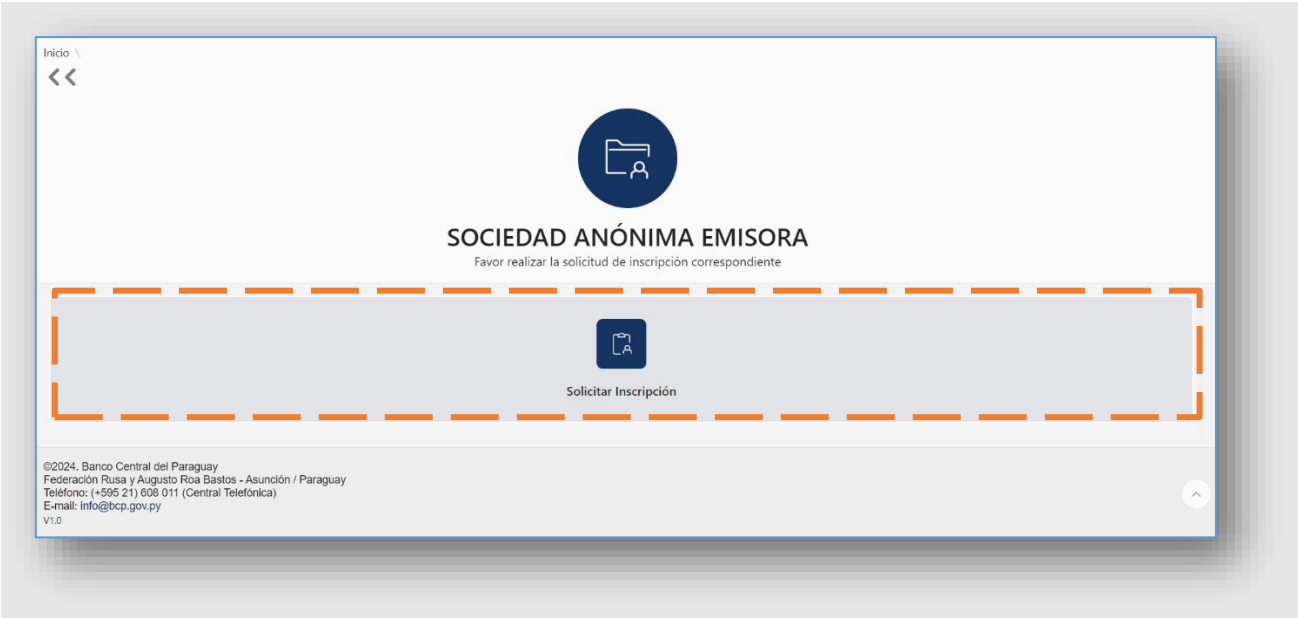 Inicio \
SOCIEDAD ANÓNIMA EMISORA
Favor realizar la solicitud de inscripción correspondiente
Solicitar Inscripción
©2024. Banco Central del Paraguay
Federación Rusa y Augusto Roa Bastos - Asunción / Paraguay
Teléfono: (+595 21) 608 011 (Central Telefónica)
E-mail: info@bcp.gov.py
V1.0